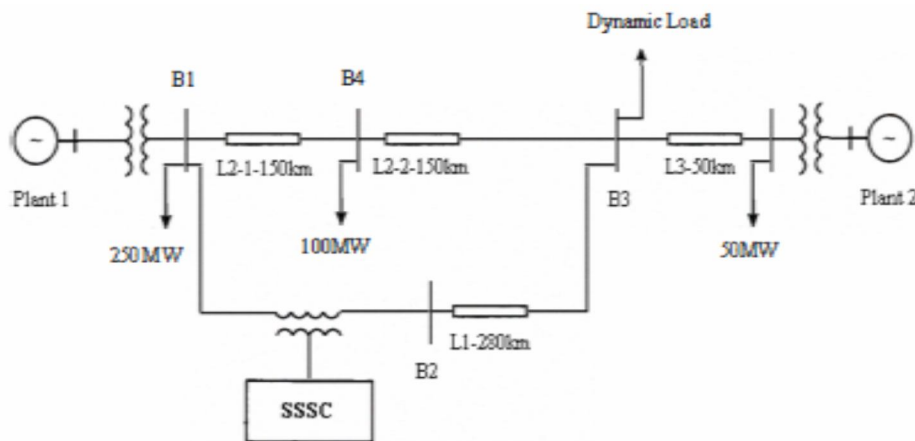 Dynamic Load
B1
B4
~
~
L2-1-150km
L2-2-150km
L3-50km
Plant 1
B3
Plant 2
250MW
100MW
50MW
L1-280km
B2
SSSC